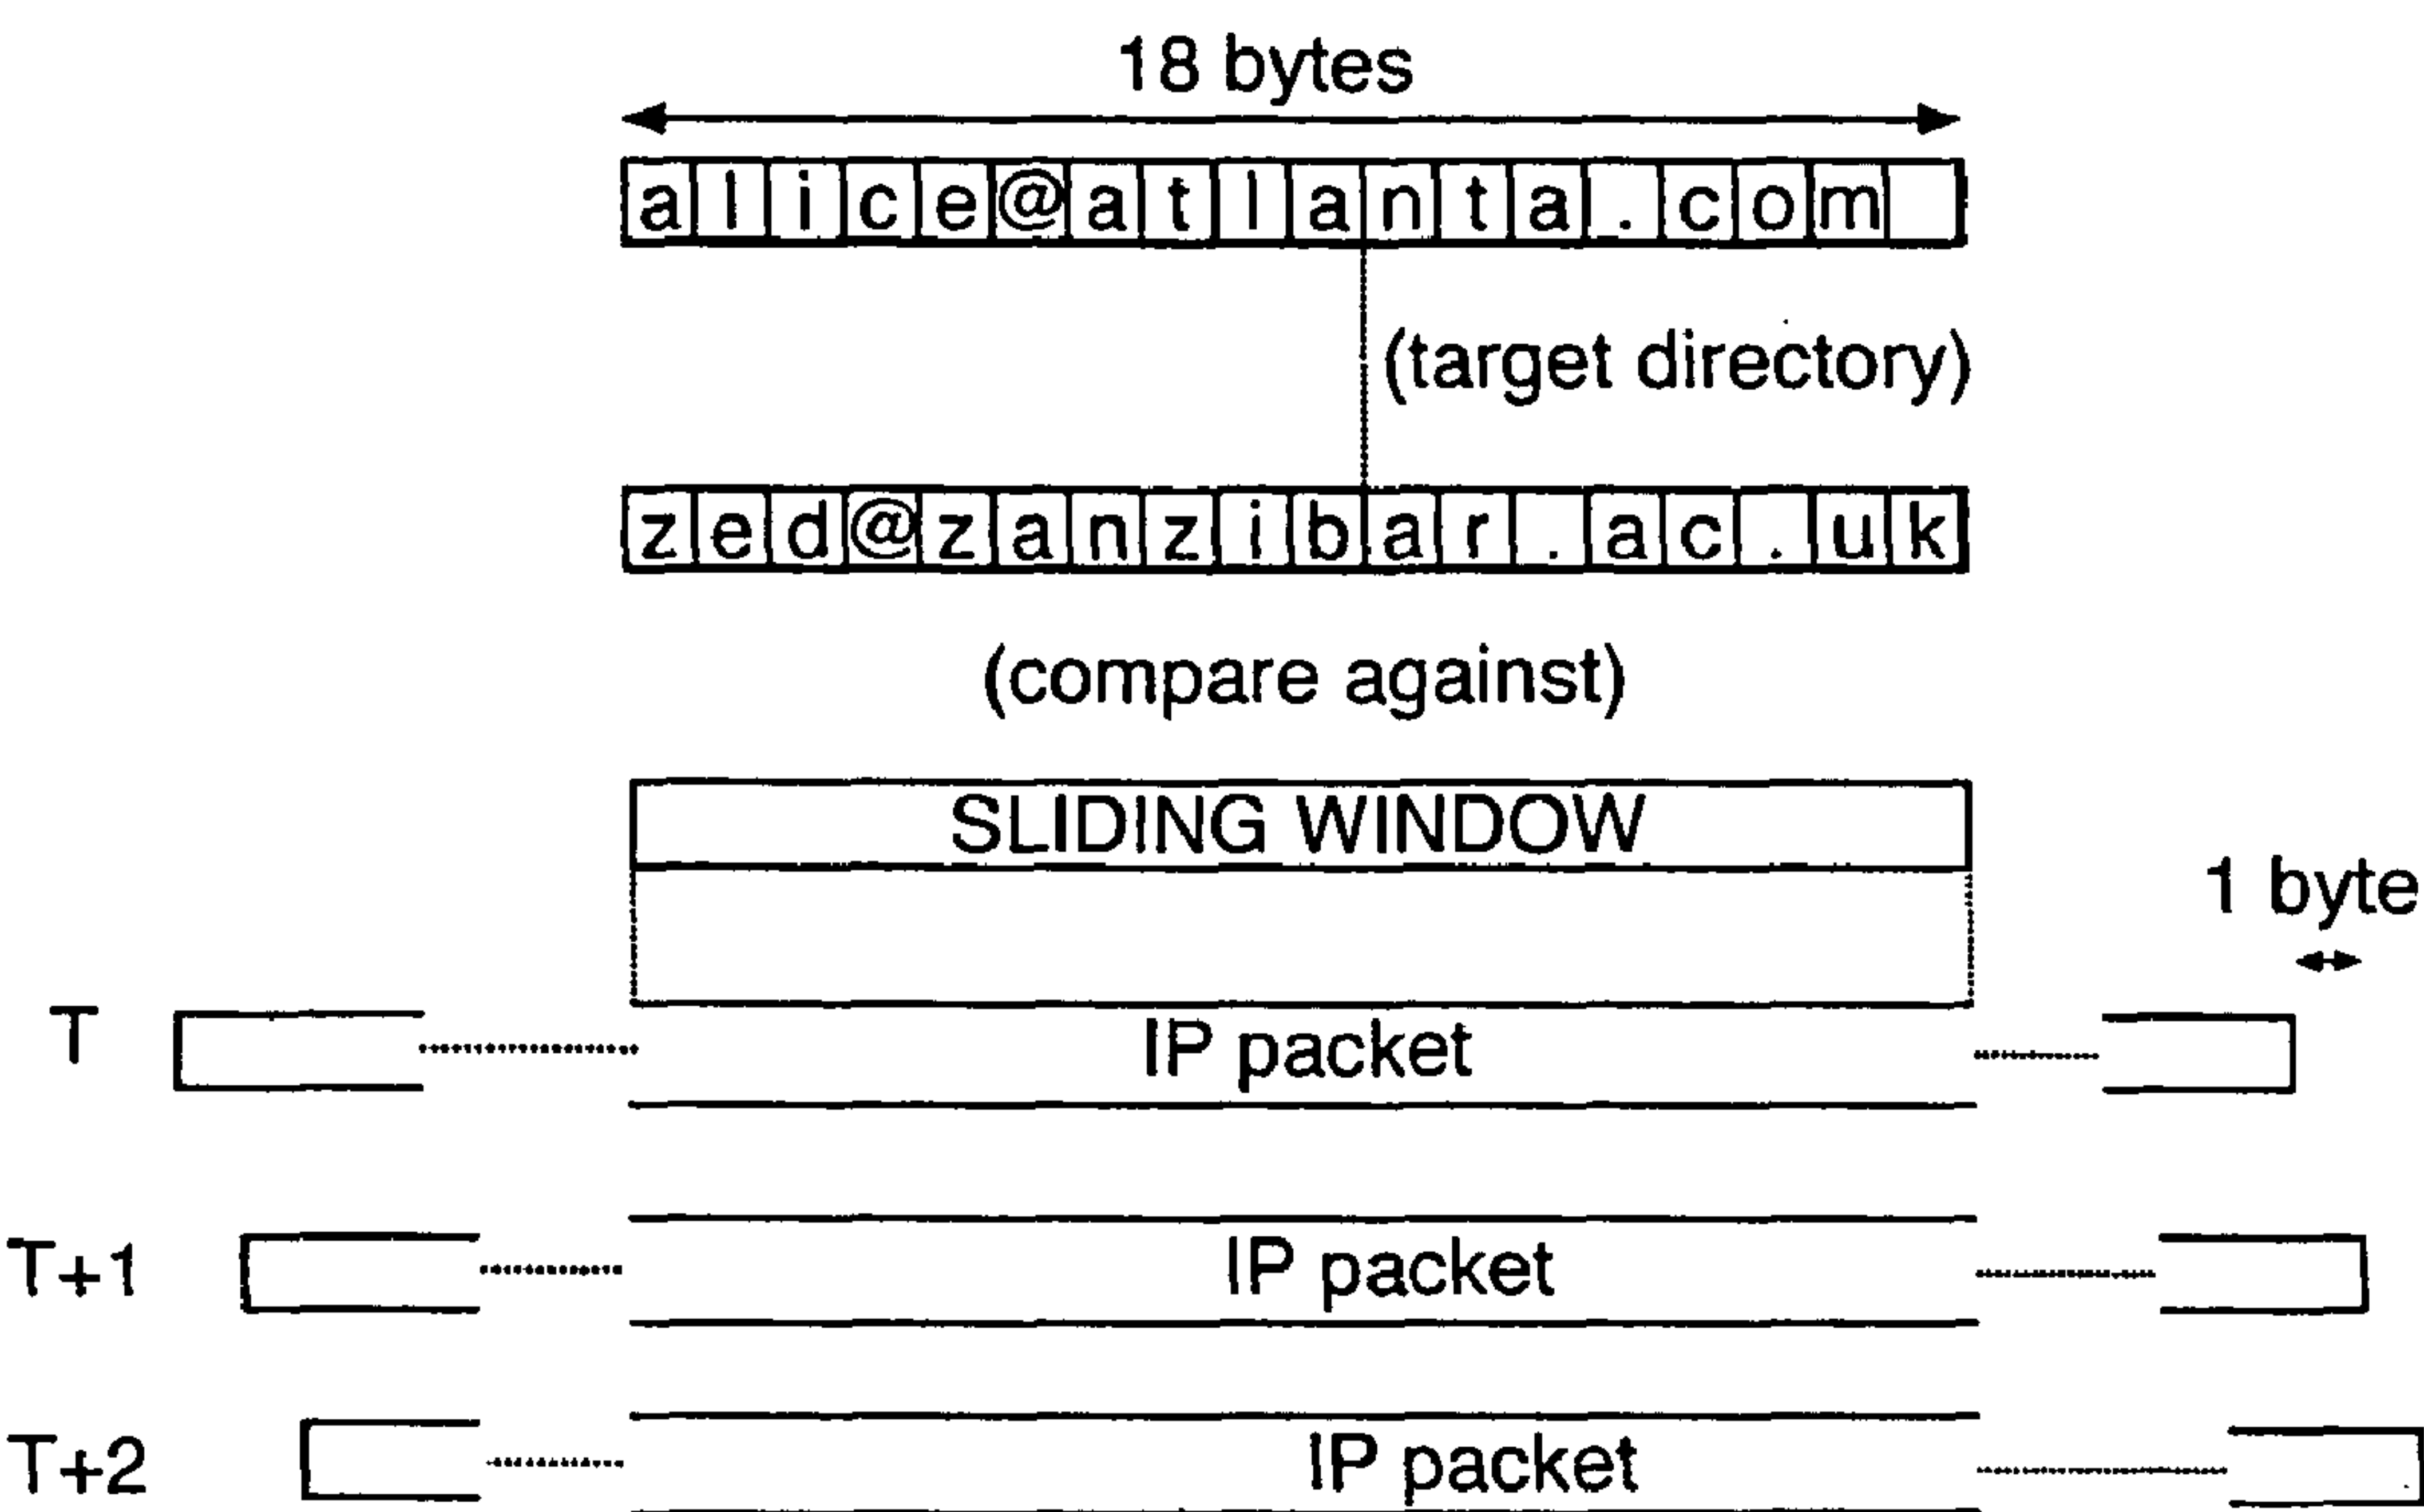 18 bytes
alice@atlanta.com
(target directory)
zed@zanzibar.ac.uk
(compare against)
SLIDING WINDOW
1 byte
T IP packet
T+1 IP packet
T+2 IP packet